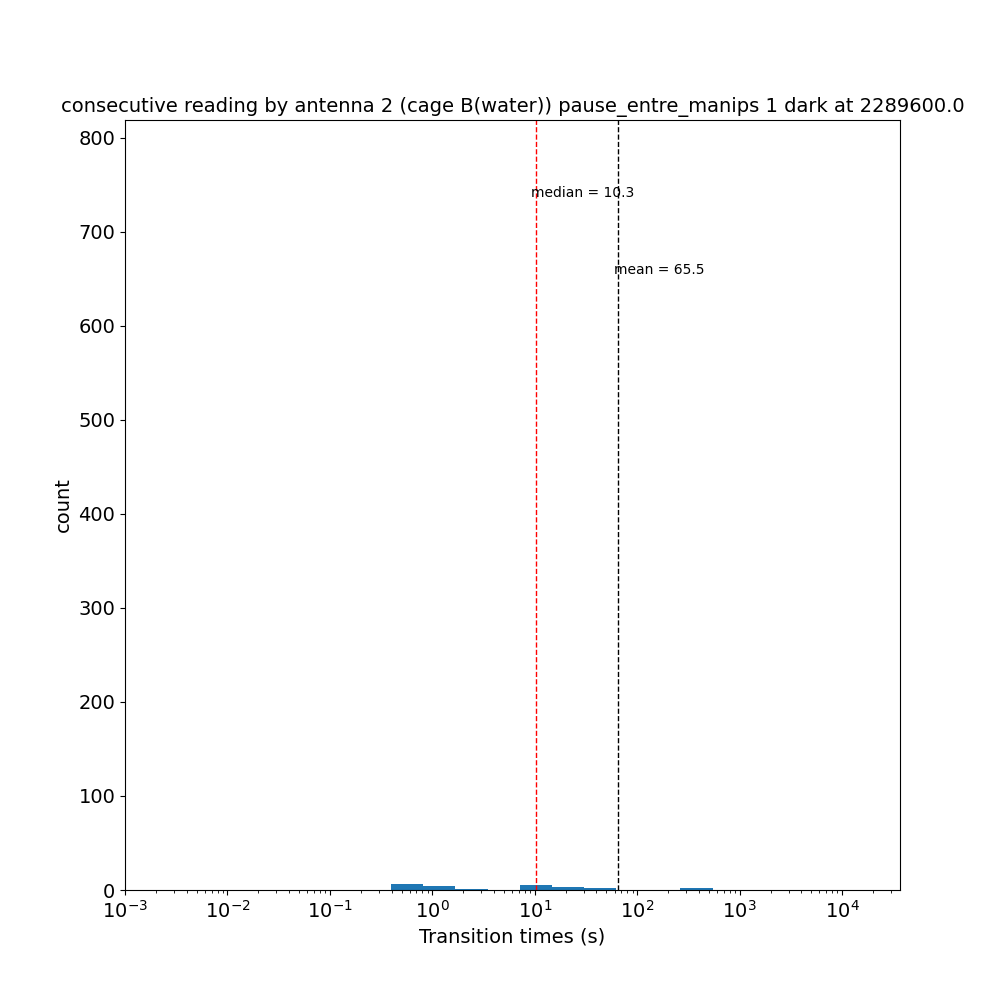 consecutive reading by antenna 2 (cage B(water)) pause_entre_manips 1 dark at 2289600.0
800
median = 10.3
700
mean = 65.5
600
500
400
count
300
200
100
0
10⁻³ 10⁻² 10⁻¹ 10⁰ 10¹ 10² 10³ 10⁴
Transition times (s)